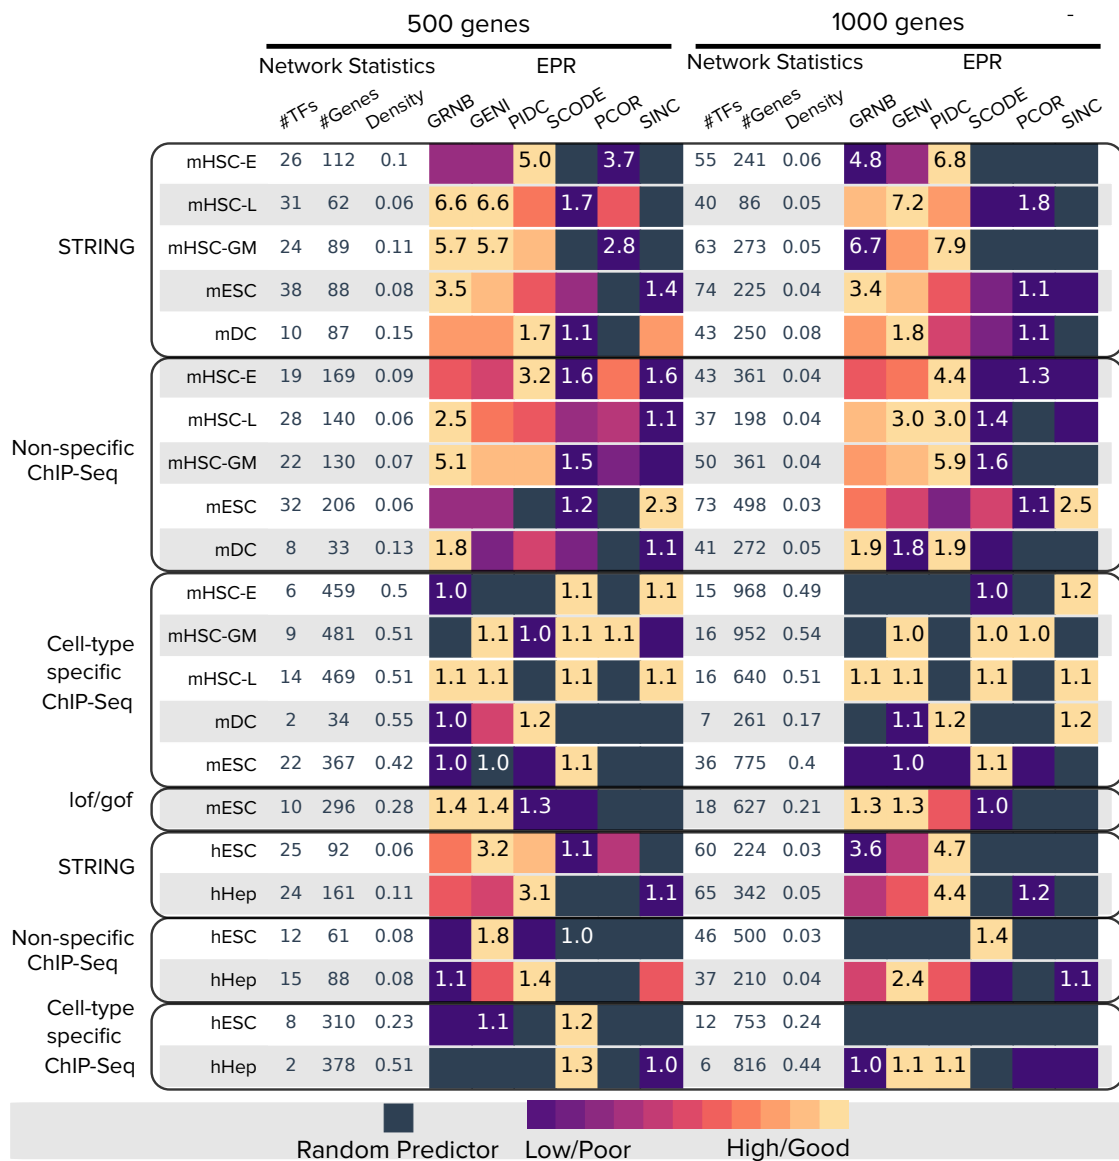 500 genes 1000 genes -
Network Statistics EPR Network Statistics EPR
#TFs #Genes Density GRNB GENI PIDC SCODE PCOR SINC #TFs #Genes Density GRNB GENI PIDC SCODE PCOR SINC
STRING
mHSC-E 26 112 0.1 5.0 3.7 55 241 0.06 4.8 6.8
mHSC-L 31 62 0.06 6.6 6.6 1.7 40 86 0.05 7.2 1.8
mHSC-GM 24 89 0.11 5.7 5.7 2.8 63 273 0.05 6.7 7.9
mESC 38 88 0.08 3.5 1.4 74 225 0.04 3.4 1.1
mDC 10 87 0.15 1.7 1.1 43 250 0.08 1.8 1.1
Non-specific
ChIP-Seq
mHSC-E 19 169 0.09 3.2 1.6 1.6 43 361 0.04 4.4 1.3
mHSC-L 28 140 0.06 2.5 1.1 37 198 0.04 3.0 3.0 1.4
mHSC-GM 22 130 0.07 5.1 1.5 50 361 0.04 5.9 1.6
mESC 32 206 0.06 1.2 2.3 73 498 0.03 1.1 2.5
mDC 8 33 0.13 1.8 1.1 41 272 0.05 1.9 1.8 1.9
Cell-type
specific
ChIP-Seq
mHSC-E 6 459 0.5 1.0 1.1 1.1 15 968 0.49 1.0 1.2
mHSC-GM 9 481 0.51 1.1 1.0 1.1 1.1 16 952 0.54 1.0 1.0 1.0
mHSC-L 14 469 0.51 1.1 1.1 1.1 1.1 16 640 0.51 1.1 1.1 1.1 1.1
mDC 2 34 0.55 1.0 1.2 7 261 0.17 1.1 1.2 1.2
mESC 22 367 0.42 1.0 1.0 1.1 36 775 0.4 1.0 1.1
lof/gof
mESC 10 296 0.28 1.4 1.4 1.3 18 627 0.21 1.3 1.3 1.0
STRING
hESC 25 92 0.06 3.2 1.1 60 224 0.03 3.6 4.7
hHep 24 161 0.11 3.1 1.1 65 342 0.05 4.4 1.2
Non-specific
ChIP-Seq
hESC 12 61 0.08 1.8 1.0 46 500 0.03 1.4
hHep 15 88 0.08 1.1 1.4 37 210 0.04 2.4 1.1
Cell-type
specific
ChIP-Seq
hESC 8 310 0.23 1.1 1.2 12 753 0.24
hHep 2 378 0.51 1.3 1.0 6 816 0.44 1.0 1.1 1.1
Random Predictor Low/Poor High/Good